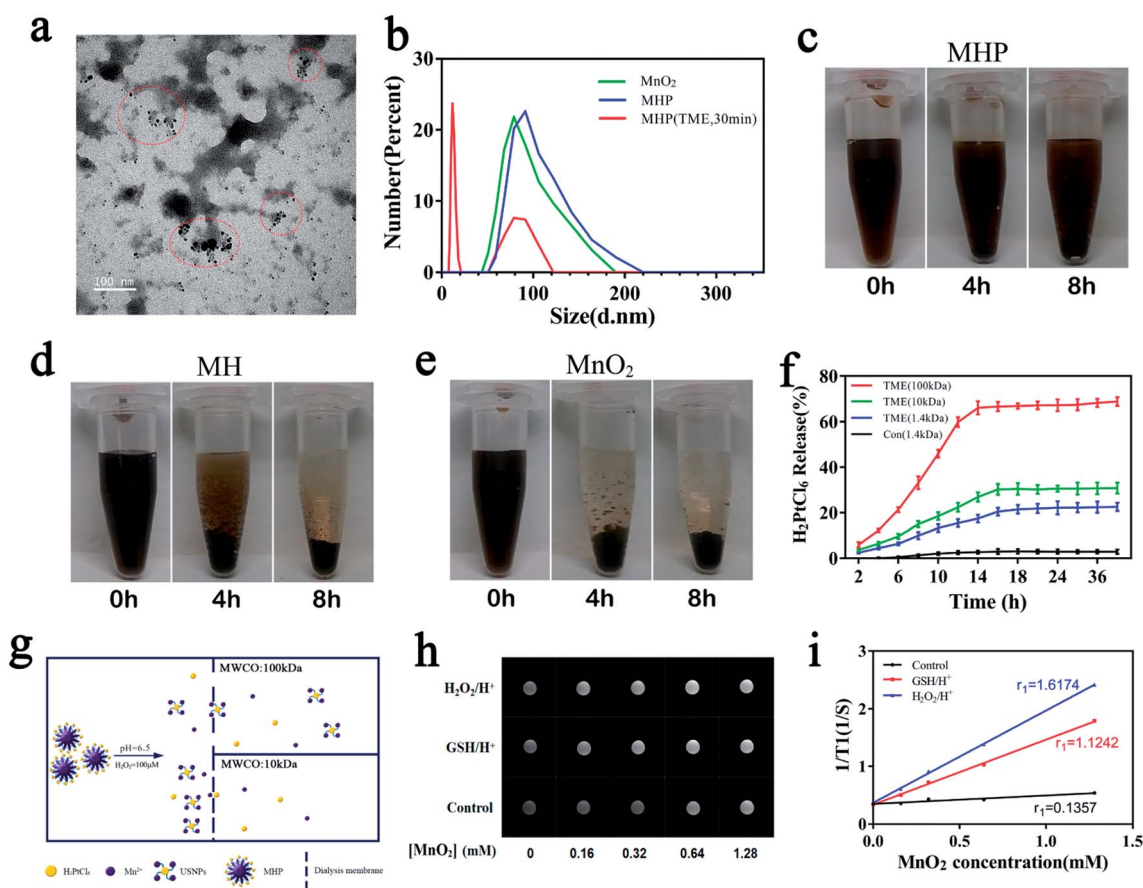 a
100 nm
b
Number(Percent)
30
20
10
0
0
100
200
300
Size(d.nm)
MnO₂
MHP
MHP(TME,30min)
c
MHP
0h
4h
8h
d
MH
0h
4h
8h
e
MnO₂
0h
4h
8h
f
H₂PtCl₆ Release(%)
80
60
40
20
0
2
6
10
14
18
24
36
Time (h)
TME(100kDa)
TME(10kDa)
TME(1.4kDa)
Con(1.4kDa)
g
MWCO:100kDa
pH=6.5
H₂O₂=100μM
MWCO:10kDa
H₂PtCl₆
Mn²⁺
USNPs
MHP
Dialysis membrane
h
H₂O₂/H⁺
GSH/H⁺
Control
[MnO₂] (mM)
0
0.16
0.32
0.64
1.28
i
1/T1(1/S)
3
2
1
0
0.0
0.5
1.0
1.5
MnO₂ concentration(mM)
Control
GSH/H⁺
H₂O₂/H⁺
r₁=1.6174
r₁=1.1242
r₁=0.1357